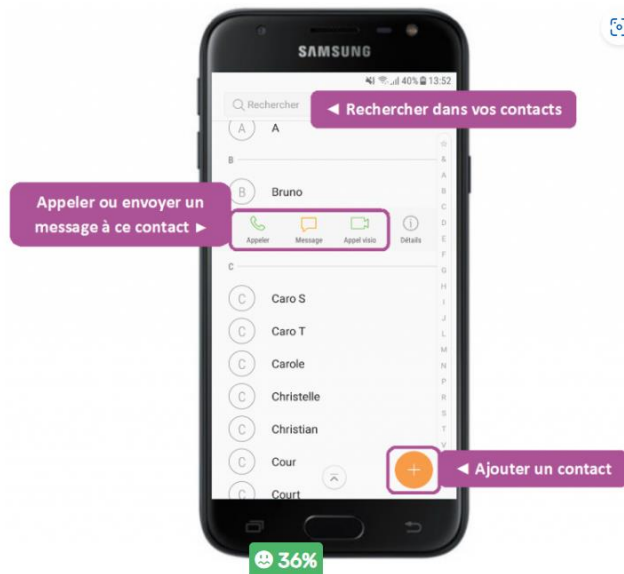 SAMSUNG
40% 13:52
Rechercher
◄ Rechercher dans vos contacts
A A
B
B Bruno
Appeler ou envoyer un
message à ce contact ►
Appeler Message Appel visio Détails
C
C Caro S
C Caro T
C Carole
C Christelle
C Christian
C Cour
C Court
&
A
B
C
D
E
F
G
H
I
J
L
M
N
P
R
S
T
V
◄ Ajouter un contact
36%